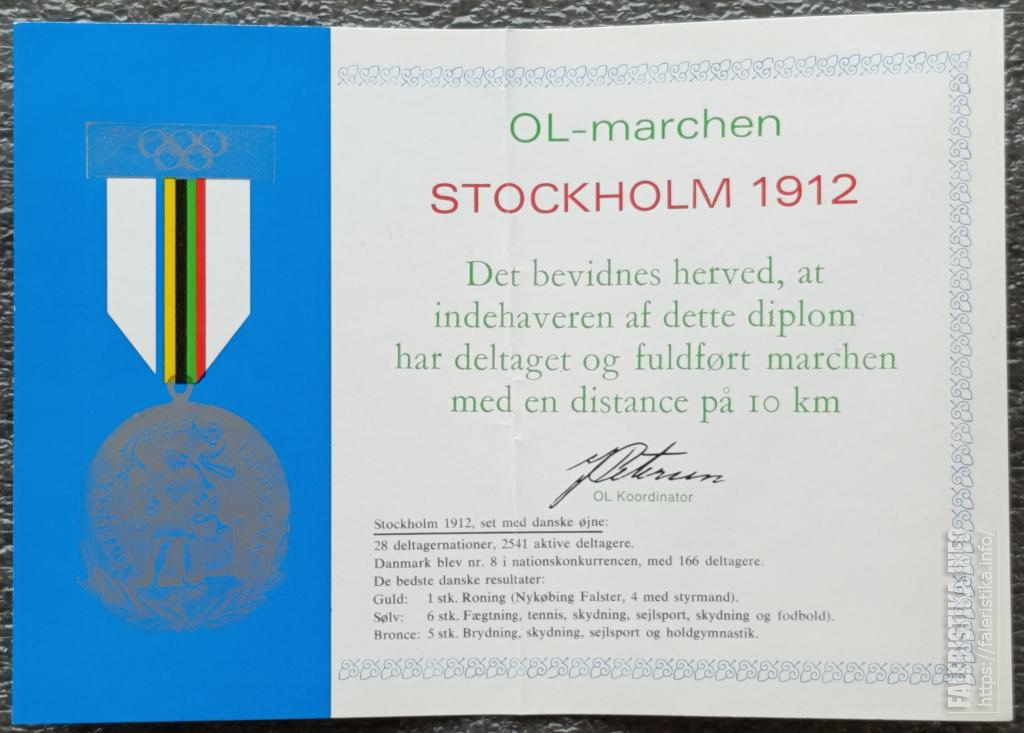 OL-marchen
STOCKHOLM 1912
Det bevidnes herved, at
indehaveren af dette diplom
har deltaget og fuldført marchen
med en distance på 10 km
OL Koordinator
Stockholm 1912, set med danske øjne:
28 deltagernationer, 2541 aktive deltagere.
Danmark blev nr. 8 i nationskonkurrencen, med 166 deltagere.
De bedste danske resultater:
Guld: 1 stk. Roning (Nykøbing Falster, 4 med styrmand).
Sølv: 6 stk. Fægtning, tennis, skydning, sejlsport, skydning og fodbold).
Bronce: 5 stk. Brydning, skydning, sejlsport og holdgymnastik.
FALERISTIKA.INFO
https://faleristika.info/